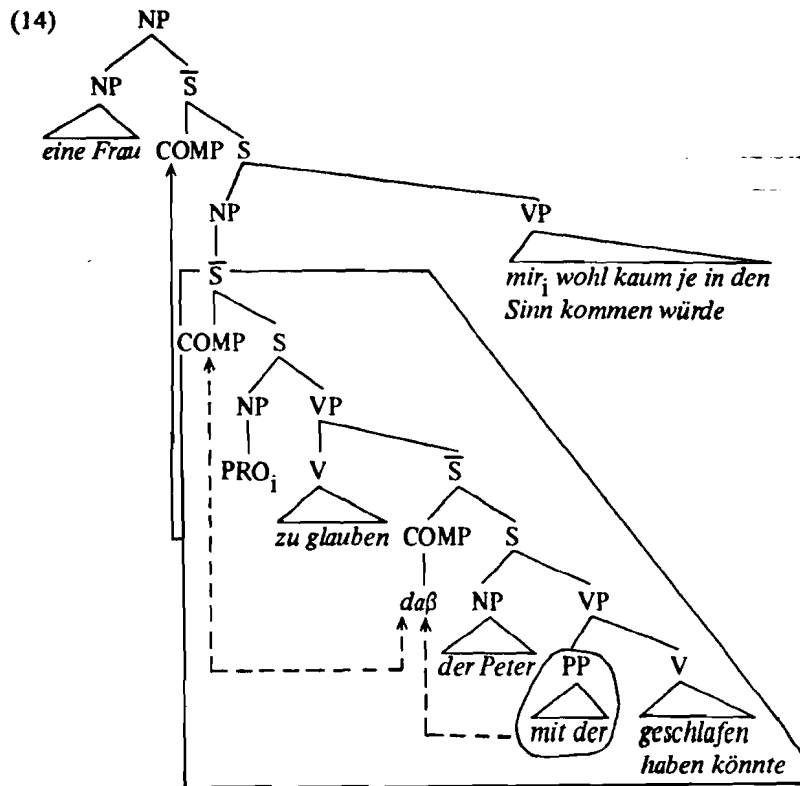 (14) NP
NP S̅
eine Frau COMP S
NP VP
S̅
mirᵢ wohl kaum je in den
Sinn kommen würde
COMP S
NP VP
PROᵢ V S̅
zu glauben COMP S
daβ NP VP
der Peter PP V
mit der geschlafen
haben könnte